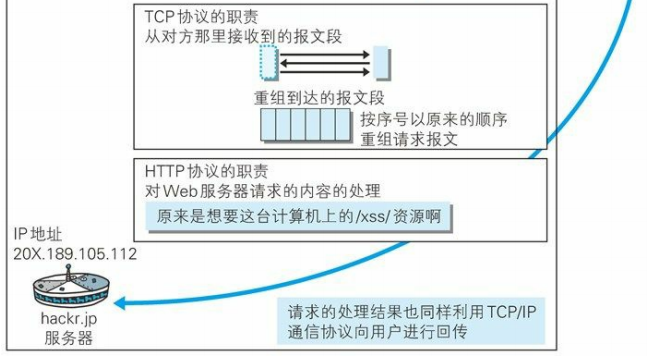 TCP协议的职责
从对方那里接收到的报文段
重组到达的报文段
按序号以原来的顺序
重组请求报文
HTTP协议的职责
对Web服务器请求的内容的处理
原来是想要这台计算机上的/xss/资源啊
IP地址
20X.189.105.112
hackr.jp
服务器
请求的处理结果也同样利用TCP/IP
通信协议向用户进行回传